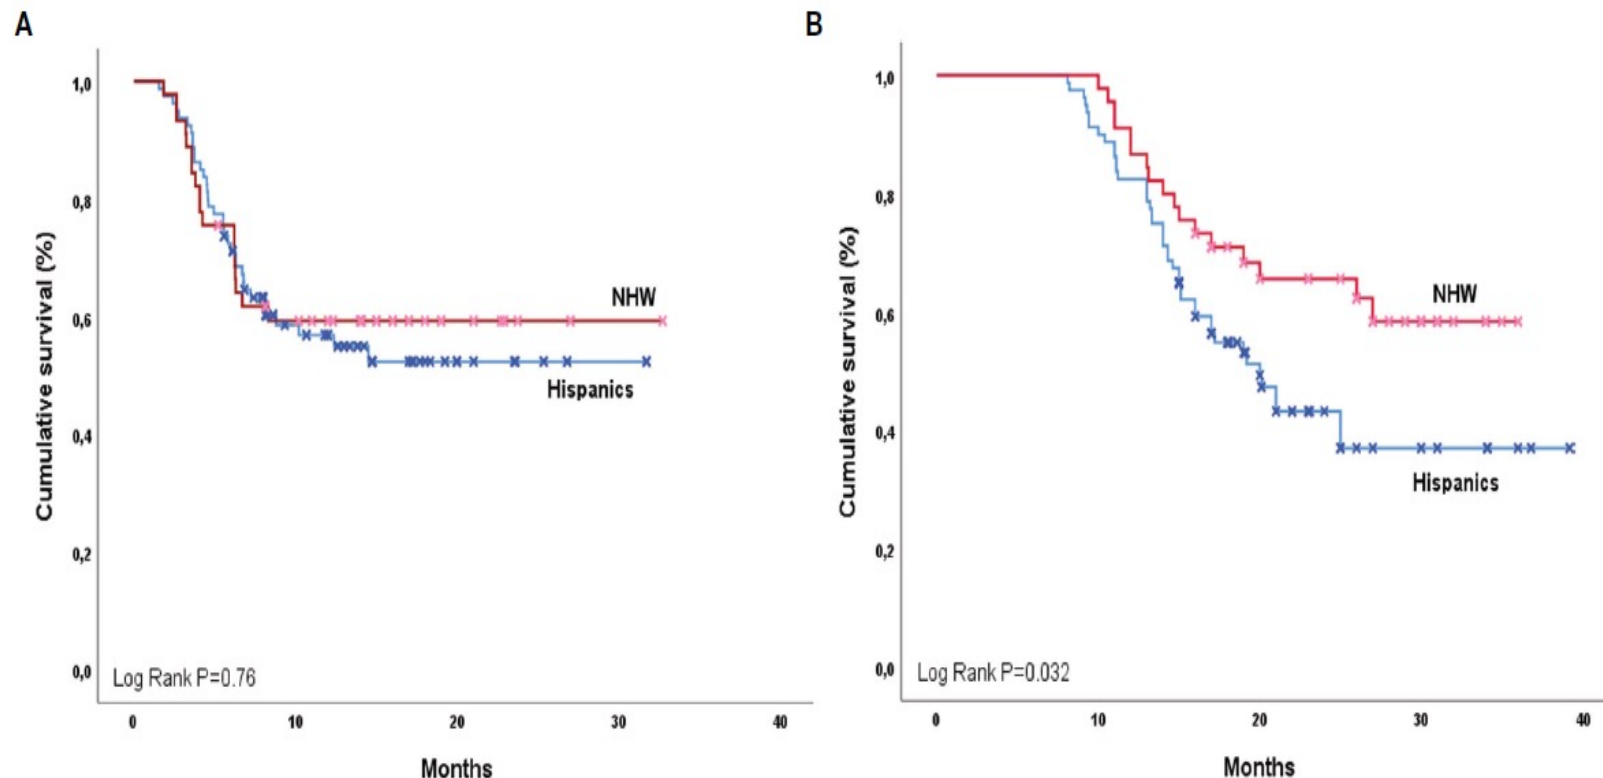 A
Cumulative survival (%)
1,0
0,8
0,6
0,4
0,2
0,0
NHW
Hispanics
Log Rank P=0.76
0 10 20 30 40
Months
B
Cumulative survival (%)
1,0
0,8
0,6
0,4
0,2
0,0
NHW
Hispanics
Log Rank P=0.032
0 10 20 30 40
Months